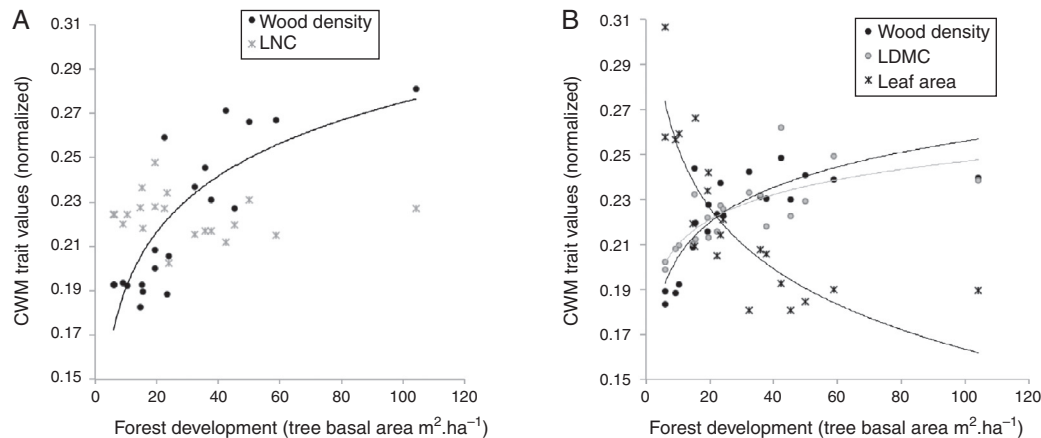 A
Wood density
LNC
CWM trait values (normalized)
0.31
0.29
0.27
0.25
0.23
0.21
0.19
0.17
0.15
0 20 40 60 80 100 120
Forest development (tree basal area m².ha⁻¹)
B
Wood density
LDMC
Leaf area
CWM trait values (normalized)
0.31
0.29
0.27
0.25
0.23
0.21
0.19
0.17
0.15
0 20 40 60 80 100 120
Forest development (tree basal area m².ha⁻¹)